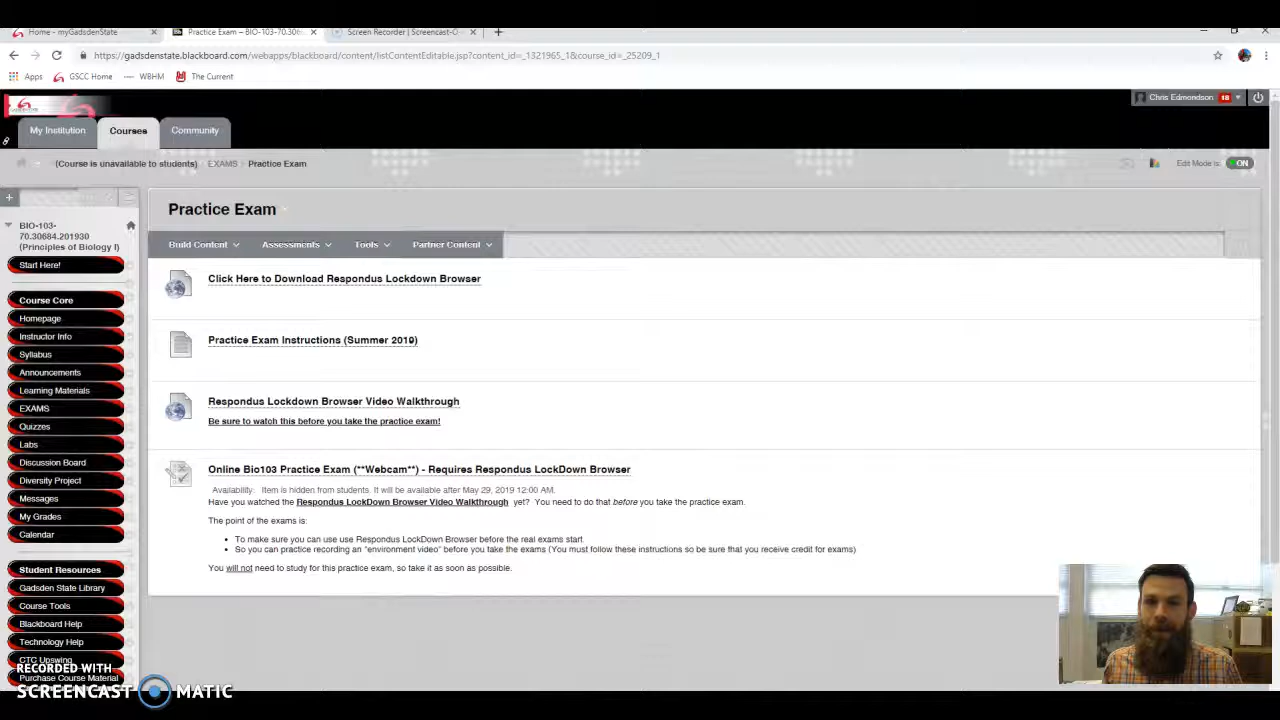 Home - myGadsdenState
Practice Exam – BIO-103-70.306
Screen Recorder | Screencast-O-
https://gadsdenstate.blackboard.com/webapps/blackboard/content/listContentEditable.jsp?content_id=_1321965_1&course_id=_25209_1
Apps GSCC Home WBHM The Current
Chris Edmondson 18
My Institution Courses Community
(Course is unavailable to students) EXAMS Practice Exam
Edit Mode is: ON
Practice Exam
Build Content Assessments Tools Partner Content
BIO-103-
70.30684.201930
(Principles of Biology I)
Start Here!
Course Core
Homepage
Instructor Info
Syllabus
Announcements
Learning Materials
EXAMS
Quizzes
Labs
Discussion Board
Diversity Project
Messages
My Grades
Calendar
Student Resources
Gadsden State Library
Course Tools
Blackboard Help
Technology Help
CTC Upswing
Purchase Course Material
Click Here to Download Respondus Lockdown Browser
Practice Exam Instructions (Summer 2019)
Respondus Lockdown Browser Video Walkthrough
Be sure to watch this before you take the practice exam!
Online Bio103 Practice Exam (**Webcam**) - Requires Respondus LockDown Browser
Availability: Item is hidden from students. It will be available after May 29, 2019 12:00 AM.
Have you watched the Respondus LockDown Browser Video Walkthrough yet? You need to do that before you take the practice exam.
The point of the exams is:
To make sure you can use use Respondus LockDown Browser before the real exams start.
So you can practice recording an "environment video" before you take the exams (You must follow these instructions so be sure that you receive credit for exams)
You will not need to study for this practice exam, so take it as soon as possible.
RECORDED WITH
SCREENCAST MATIC